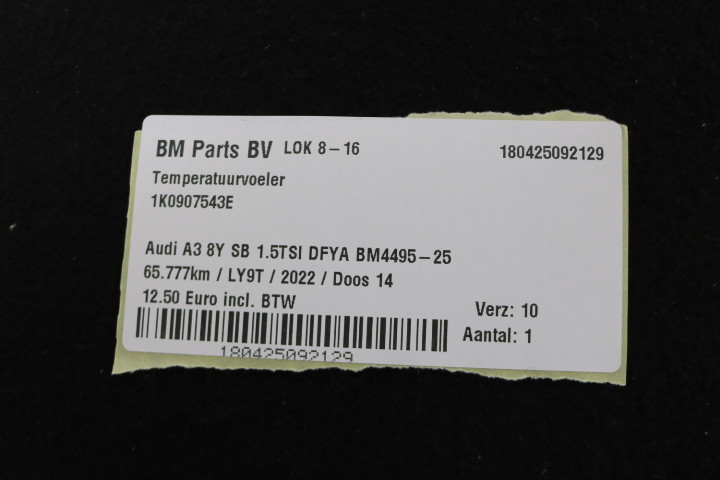 BM Parts BV LOK 8-16 180425092129
Temperatuurvoeler
1K0907543E
Audi A3 8Y SB 1.5TSI DFYA BM4495-25
65.777km / LY9T / 2022 / Doos 14
12.50 Euro incl. BTW
Verz: 10
Aantal: 1
180425092129